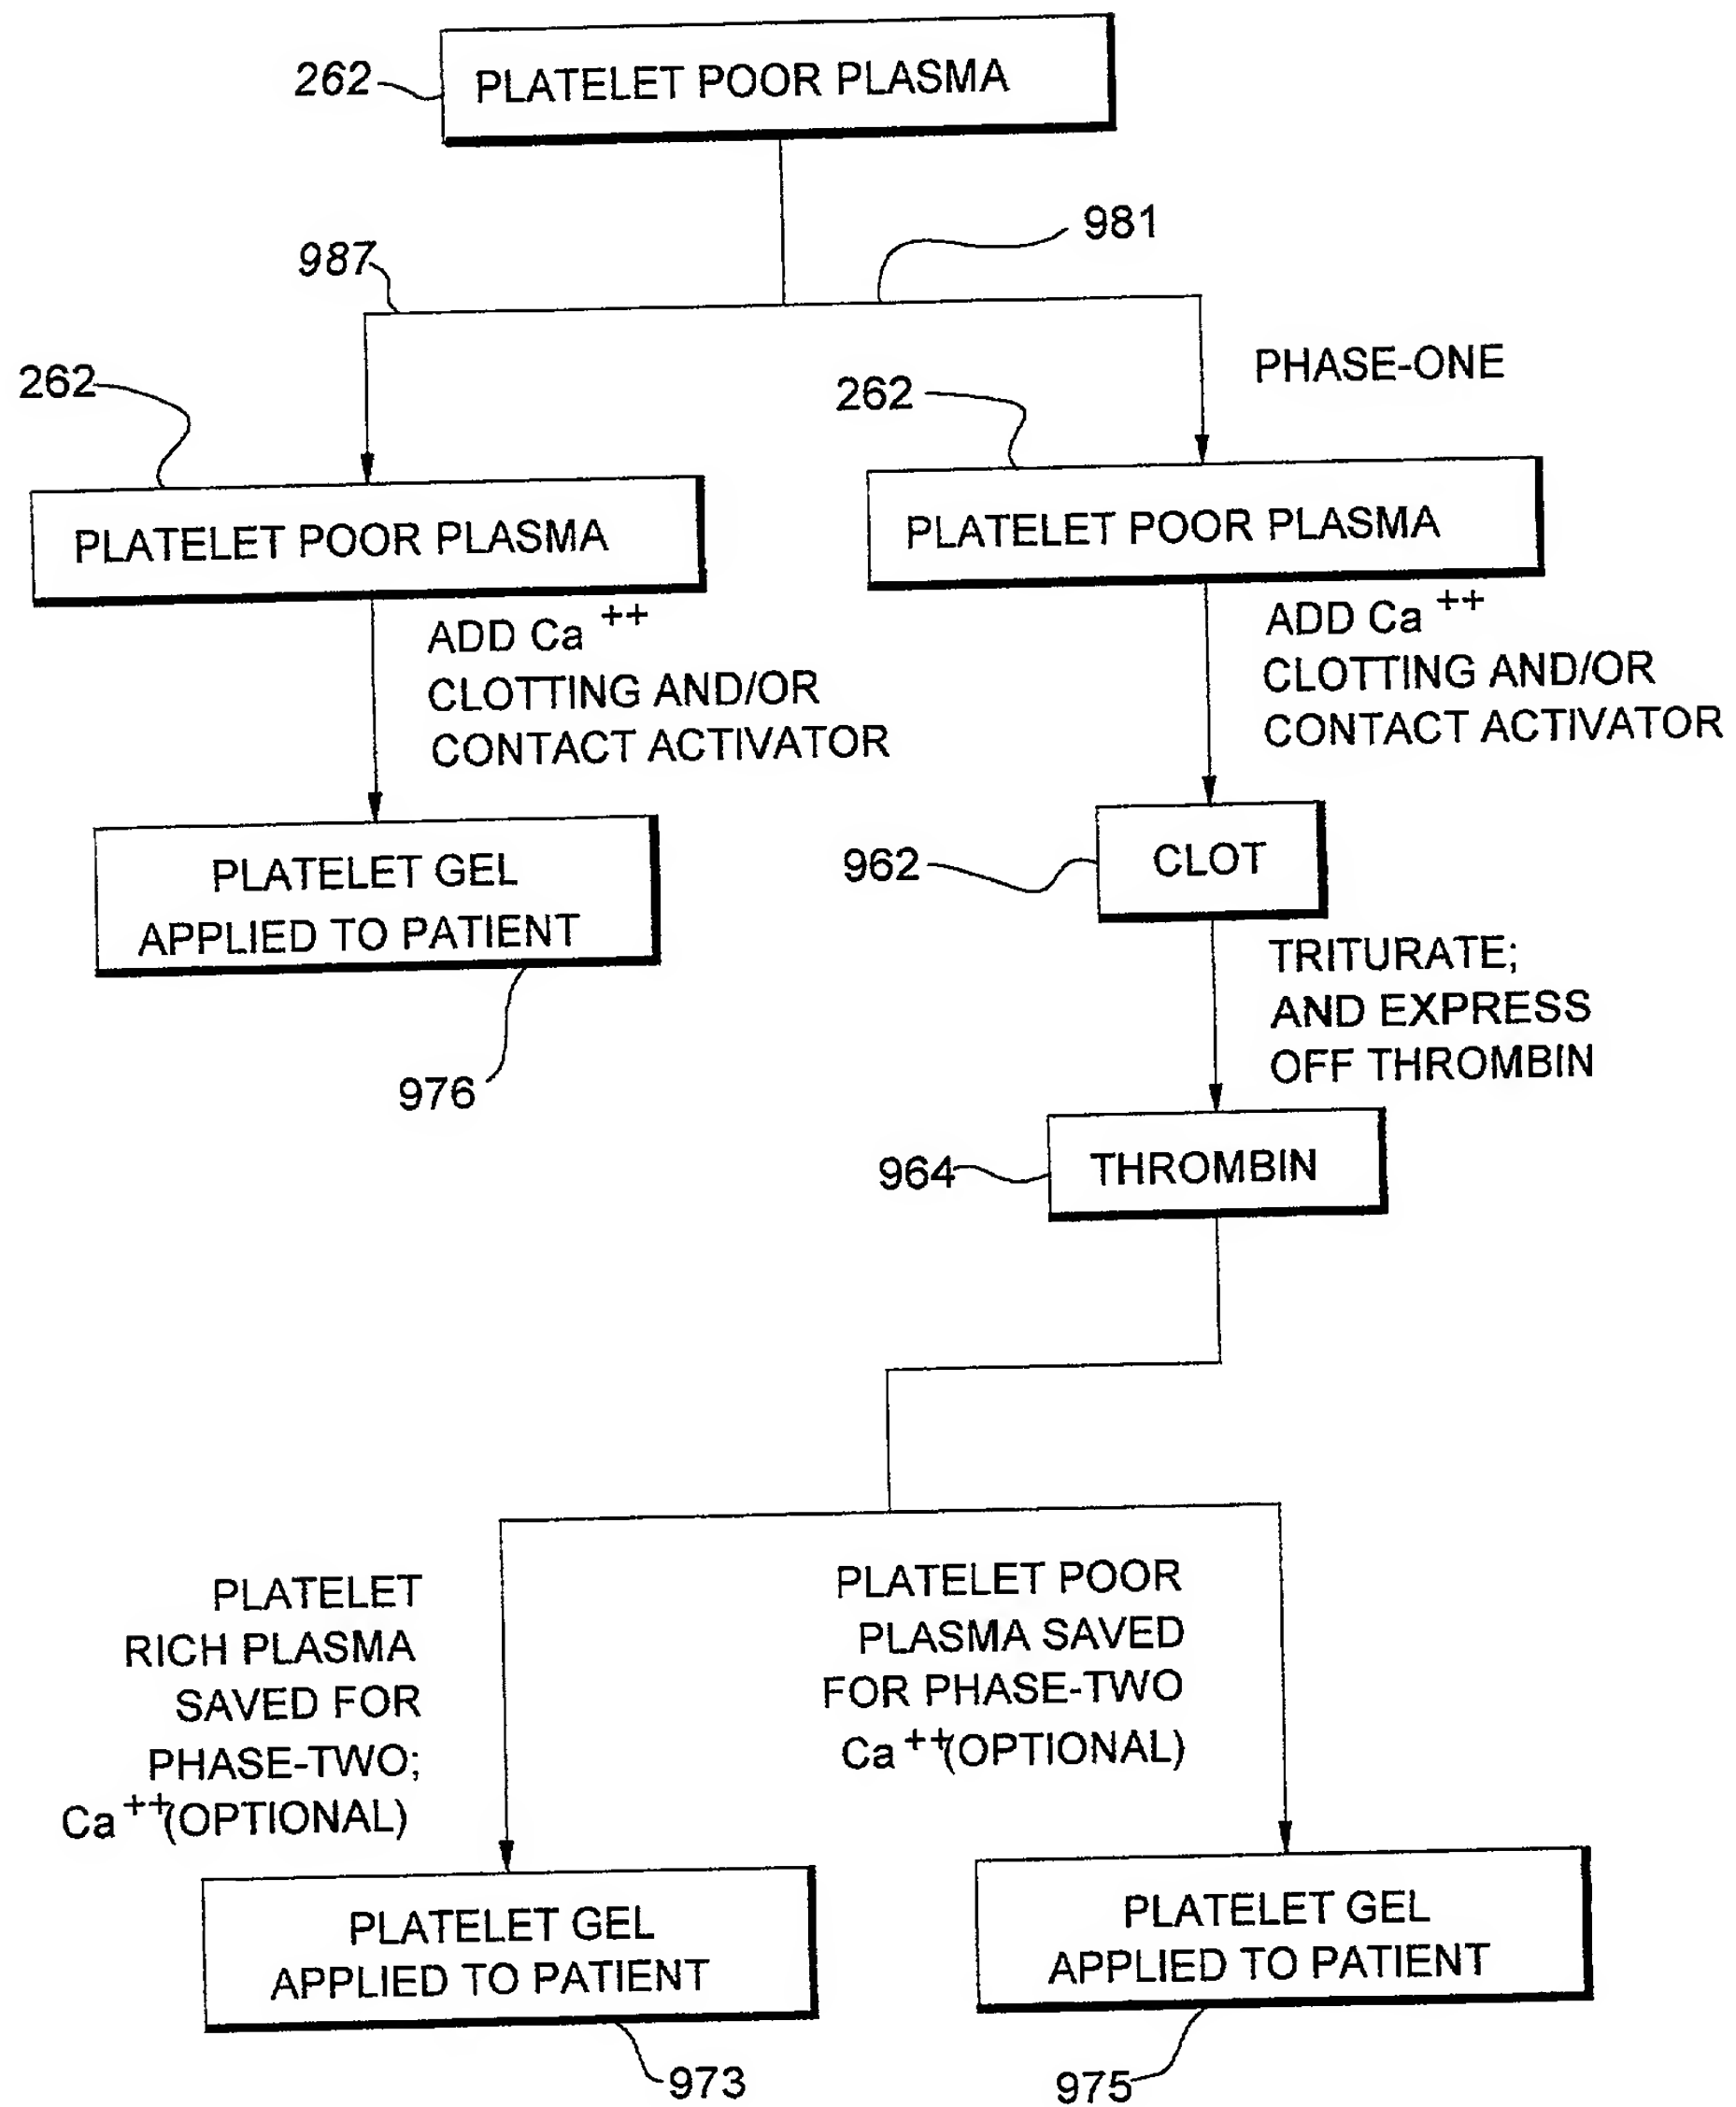 262
PLATELET POOR PLASMA
987
981
PHASE-ONE
262
262
PLATELET POOR PLASMA
PLATELET POOR PLASMA
ADD Ca ++
CLOTTING AND/OR
CONTACT ACTIVATOR
ADD Ca ++
CLOTTING AND/OR
CONTACT ACTIVATOR
PLATELET GEL
APPLIED TO PATIENT
976
962
CLOT
TRITURATE;
AND EXPRESS
OFF THROMBIN
964
THROMBIN
PLATELET
RICH PLASMA
SAVED FOR
PHASE-TWO;
Ca ++(OPTIONAL)
PLATELET POOR
PLASMA SAVED
FOR PHASE-TWO
Ca ++(OPTIONAL)
PLATELET GEL
APPLIED TO PATIENT
973
PLATELET GEL
APPLIED TO PATIENT
975